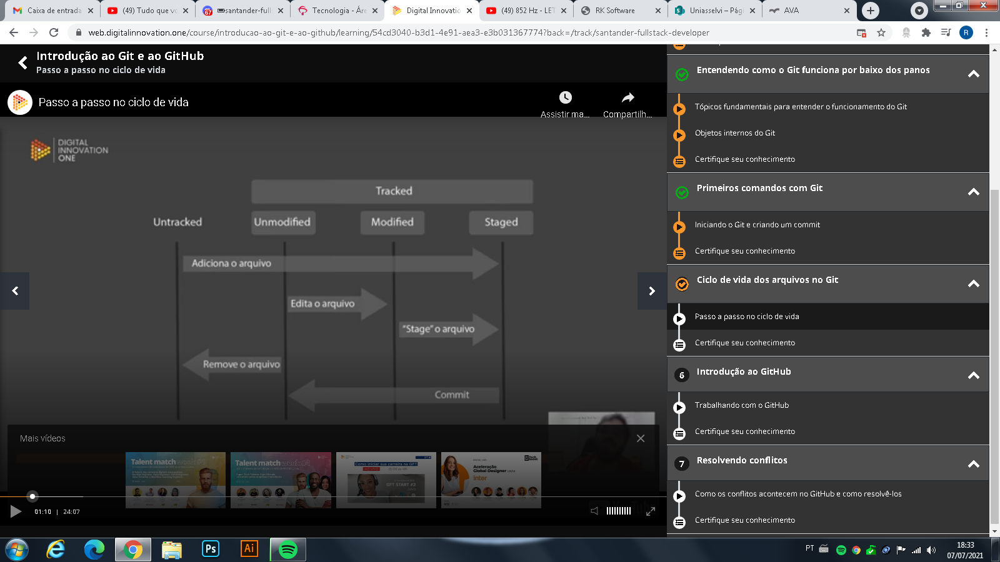 Caixa de entrada
(49) Tudo que vo
67
santander-full
Tecnologia - Áre
Digital Innovatio
(49) 852 Hz - LET
RK Software
Uniasselvi – Pág
AVA
web.digitalinnovation.one/course/introducao-ao-git-e-ao-github/learning/54cd3040-b3d1-4e91-aea3-e3b031367774?back=/track/santander-fullstack-developer
R
Introdução ao Git e ao GitHub
Passo a passo no ciclo de vida
Passo a passo no ciclo de vida
Assistir ma...
Compartilh...
DIGITAL
INNOVATION
ONE
Tracked
Untracked
Unmodified
Modified
Staged
Adiciona o arquivo
Edita o arquivo
"Stage" o arquivo
Remove o arquivo
Commit
Mais vídeos
Talent match
Talent match
Como iniciar sua carreira na GFT
GFT START #2
Aceleração
Global Designer
inter
01:10 | 24:07
Entendendo como o Git funciona por baixo dos panos
Tópicos fundamentais para entender o funcionamento do Git
Objetos internos do Git
Certifique seu conhecimento
Primeiros comandos com Git
Iniciando o Git e criando um commit
Certifique seu conhecimento
Ciclo de vida dos arquivos no Git
Passo a passo no ciclo de vida
Certifique seu conhecimento
6 Introdução ao GitHub
Trabalhando com o GitHub
Certifique seu conhecimento
7 Resolvendo conflitos
Como os conflitos acontecem no GitHub e como resolvê-los
Certifique seu conhecimento
Ps
Ai
PT
18:33
07/07/2021